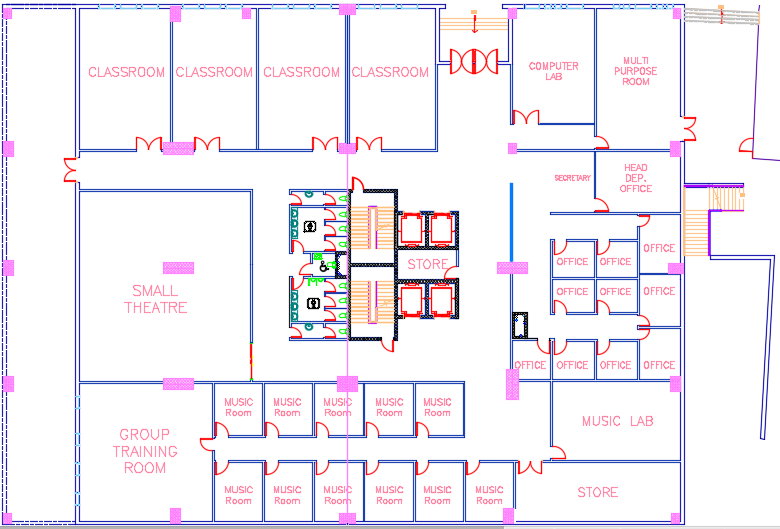 CLASSROOM
CLASSROOM
CLASSROOM
CLASSROOM
COMPUTER
LAB
MULTI
PURPOSE
ROOM
SECRETARY
HEAD
DEP.
OFFICE
SMALL
THEATRE
STORE
OFFICE
OFFICE
OFFICE
OFFICE
OFFICE
OFFICE
OFFICE
OFFICE
OFFICE
OFFICE
GROUP
TRAINING
ROOM
MUSIC
Room
MUSIC
Room
MUSIC
Room
MUSIC
Room
MUSIC
Room
MUSIC LAB
MUSIC
Room
MUSIC
Room
MUSIC
Room
MUSIC
Room
MUSIC
Room
MUSIC
Room
STORE